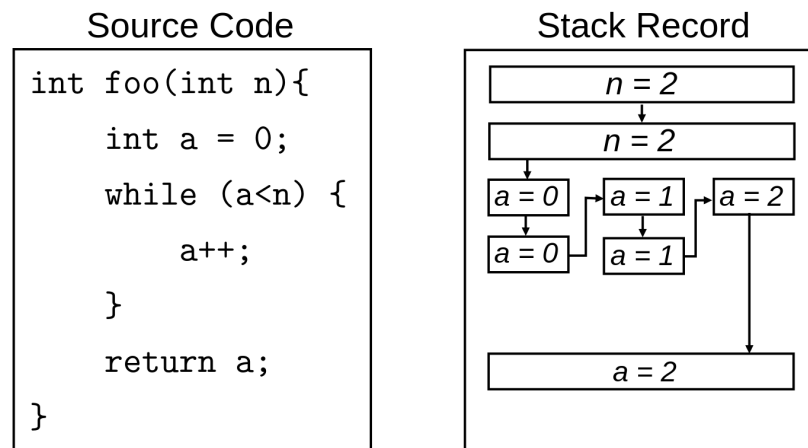 Source Code
int foo(int n){
int a = 0;
while (a<n) {
a++;
}
return a;
}
Stack Record
n = 2
n = 2
a = 0 a = 1 a = 2
a = 0 a = 1
a = 2